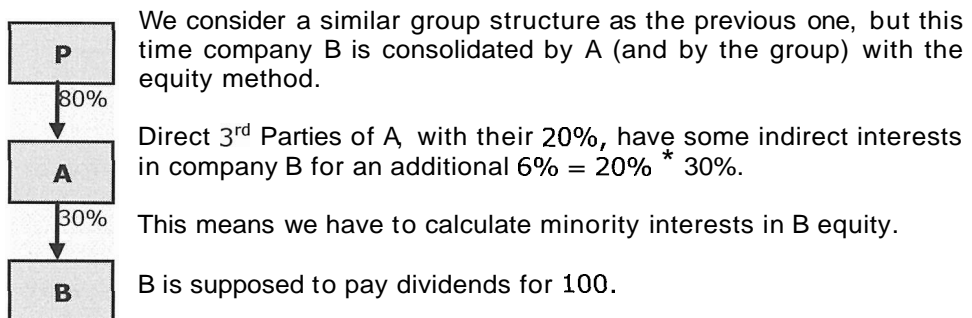 We consider a similar group structure as the previous one, but this
P
time company B is consolidated by A (and by the group) with the
equity method.
80%
Direct 3rd Parties of A, with their 20%, have some indirect interests
in company B for an additional 6% = 20% * 30%.
A
30%
This means we have to calculate minority interests in B equity.
B
B is supposed to pay dividends for 100.